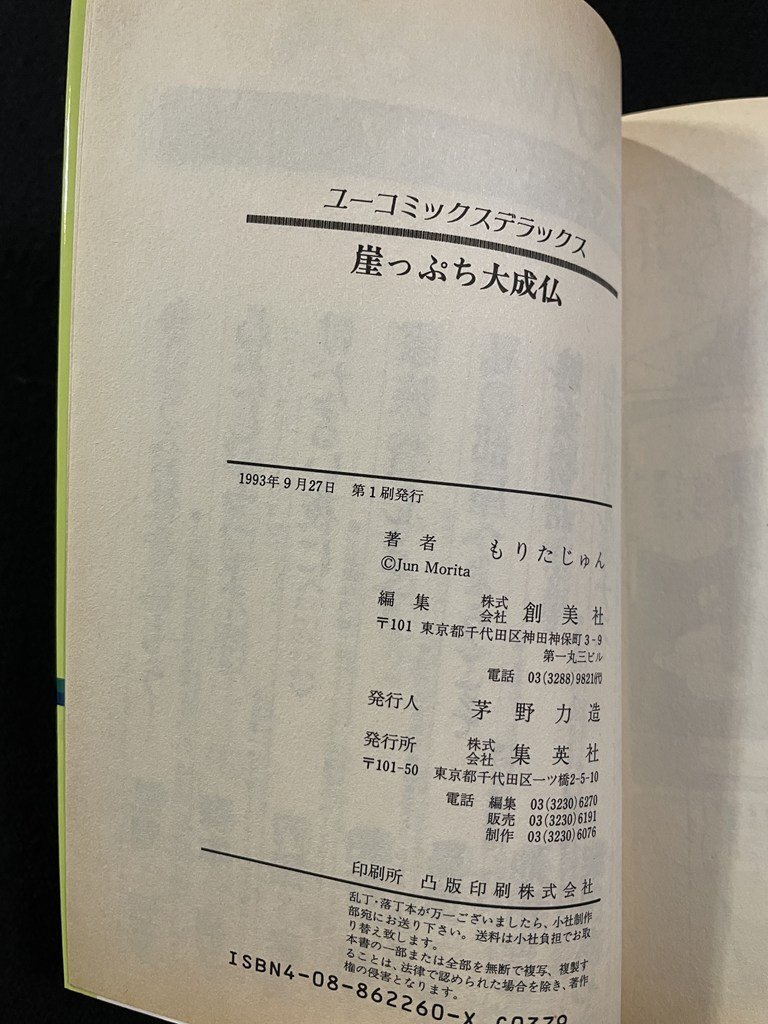 ユーコミックスデラックス
崖っぷち大成仏
1993年9月27日 第1刷発行
著者 もりたじゅん
©Jun Morita
編集 株式会社 創美社
〒101 東京都千代田区神田神保町3-9
第一丸三ビル
電話 03(3288)9821代
発行人 茅野力造
発行所 株式会社 集英社
〒101-50 東京都千代田区一ツ橋2-5-10
電話 編集 03(3230)6270
販売 03(3230)6191
制作 03(3230)6076
印刷所 凸版印刷株式会社
乱丁・落丁本が万一ございましたら、小社制作
部宛にお送り下さい。送料は小社負担でお取
り替え致します。
本書の一部または全部を無断で複写、複製す
ることは、法律で認められた場合を除き、著作
権の侵害となります。
ISBN4-08-862260-X C0379